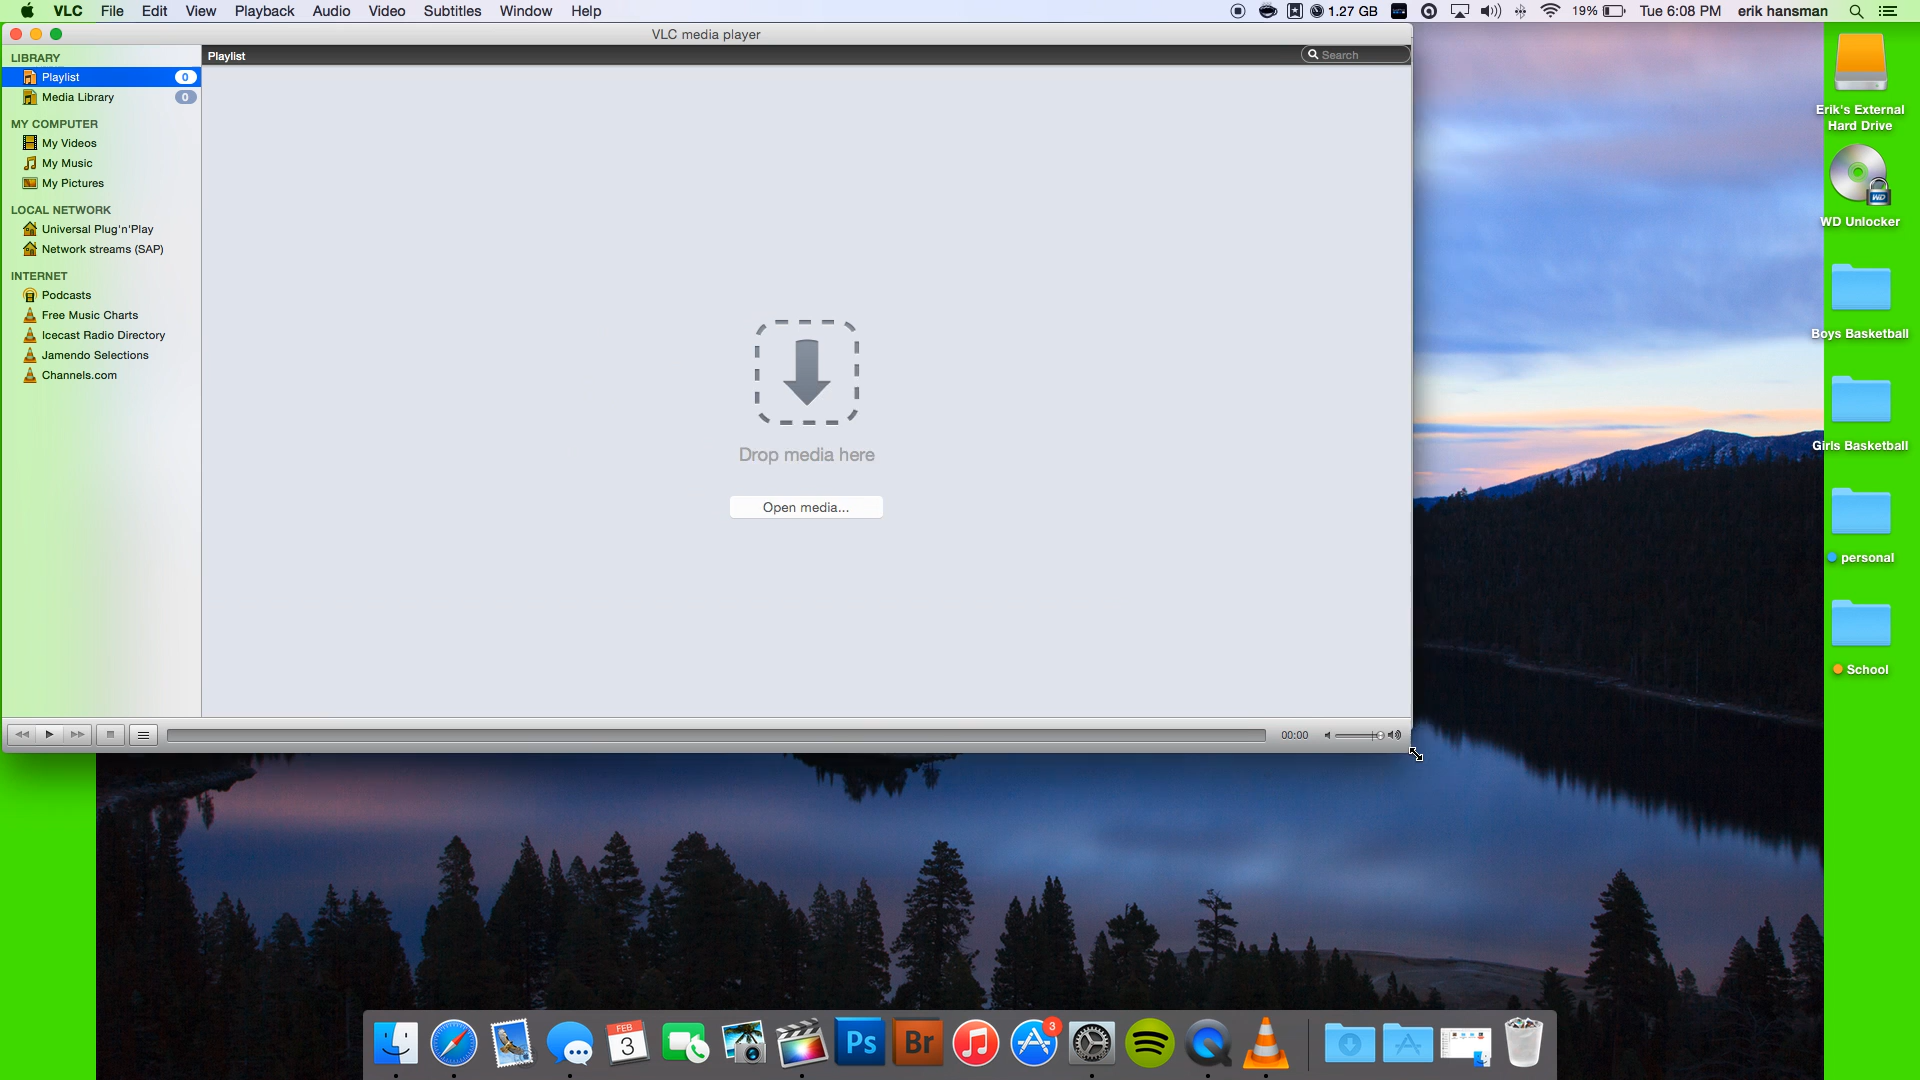 VLC File Edit View Playback Audio Video Subtitles Window Help
1.27 GB 19% Tue 6:08 PM erik hansman
VLC media player
LIBRARY
Playlist 0
Media Library 0
MY COMPUTER
My Videos
My Music
My Pictures
LOCAL NETWORK
Universal Plug'n'Play
Network streams (SAP)
INTERNET
Podcasts
Free Music Charts
Icecast Radio Directory
Jamendo Selections
Channels.com
Playlist
Search
Drop media here
Open media...
00:00
Erik's External
Hard Drive
WD
WD Unlocker
Boys Basketball
Girls Basketball
personal
School
FEB
3
Ps
Br
3